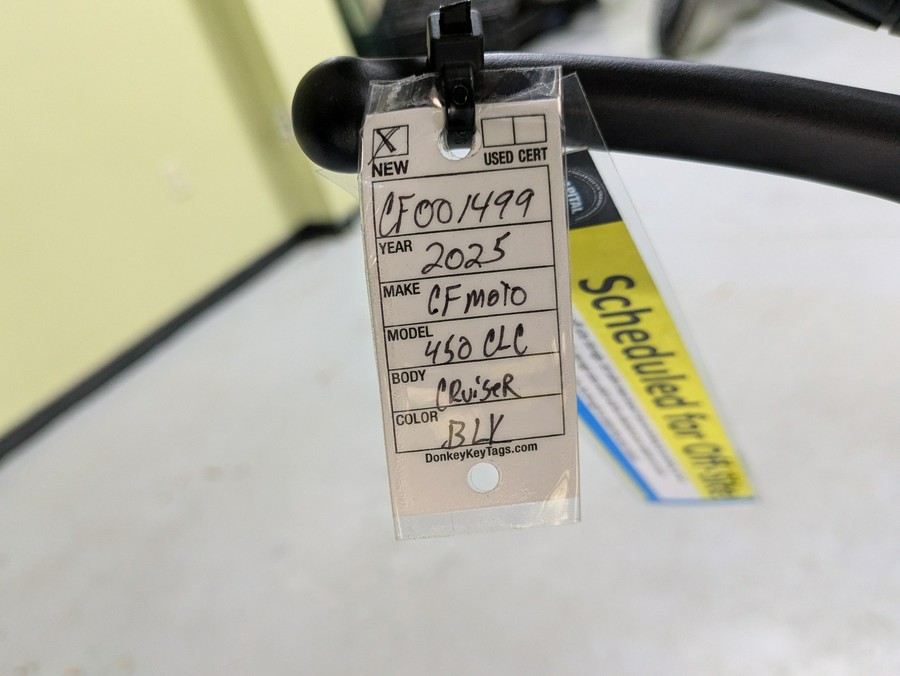 X
NEW
USED CERT
CF001499
YEAR 2025
MAKE CFmoto
MODEL 450 CLC
BODY CRuiseR
COLOR BLK
DonkeyKeyTags.com
Scheduled for Off-Site